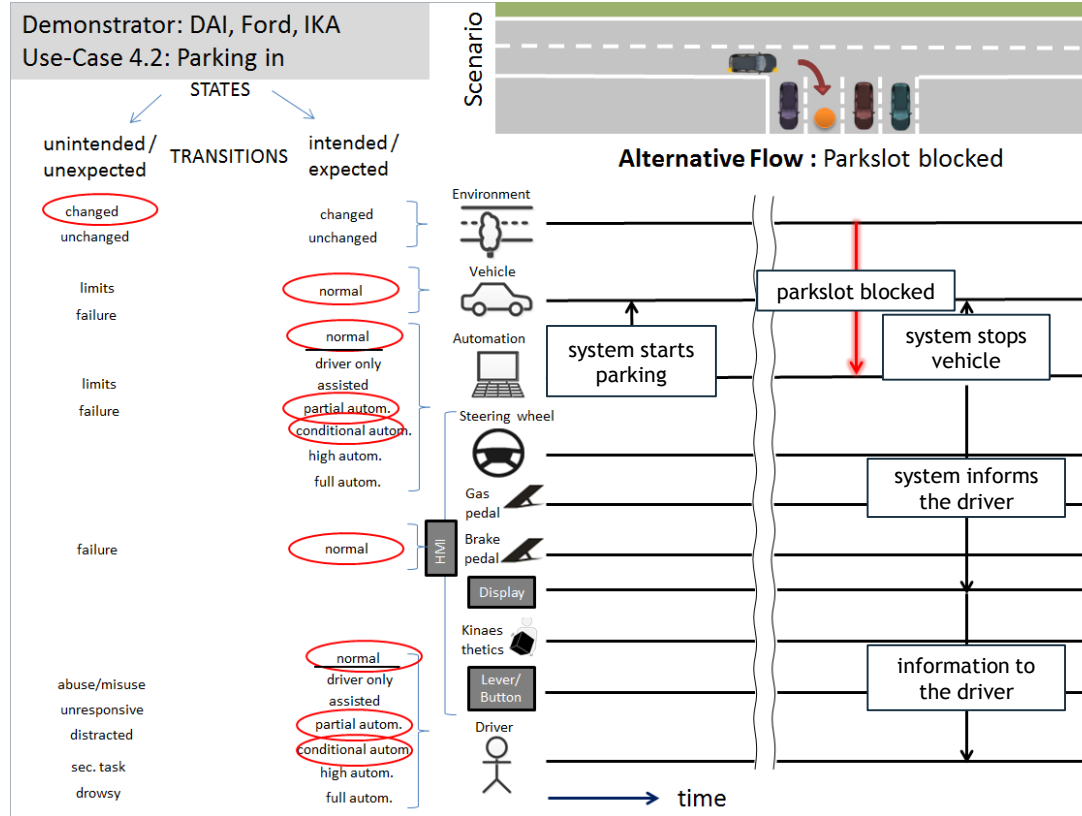 Demonstrator: DAI, Ford, IKA
Use-Case 4.2: Parking in
STATES
unintended/
unexpected
TRANSITIONS
intended/
expected
Scenario
Alternative Flow : Parkslot blocked
changed
unchanged
changed
unchanged
Environment
limits
failure
normal
Vehicle
parkslot blocked
limits
failure
normal
driver only
assisted
partial autom.
conditional autom.
high autom.
full autom.
Automation
system starts
parking
system stops
vehicle
Steering wheel
Gas
pedal
system informs
the driver
failure
normal
HMI
Brake
pedal
Display
Kinaes
thetics
Lever/
Button
information to
the driver
abuse/misuse
unresponsive
distracted
sec. task
drowsy
normal
driver only
assisted
partial autom.
conditional autom
high autom.
full autom.
Driver
time